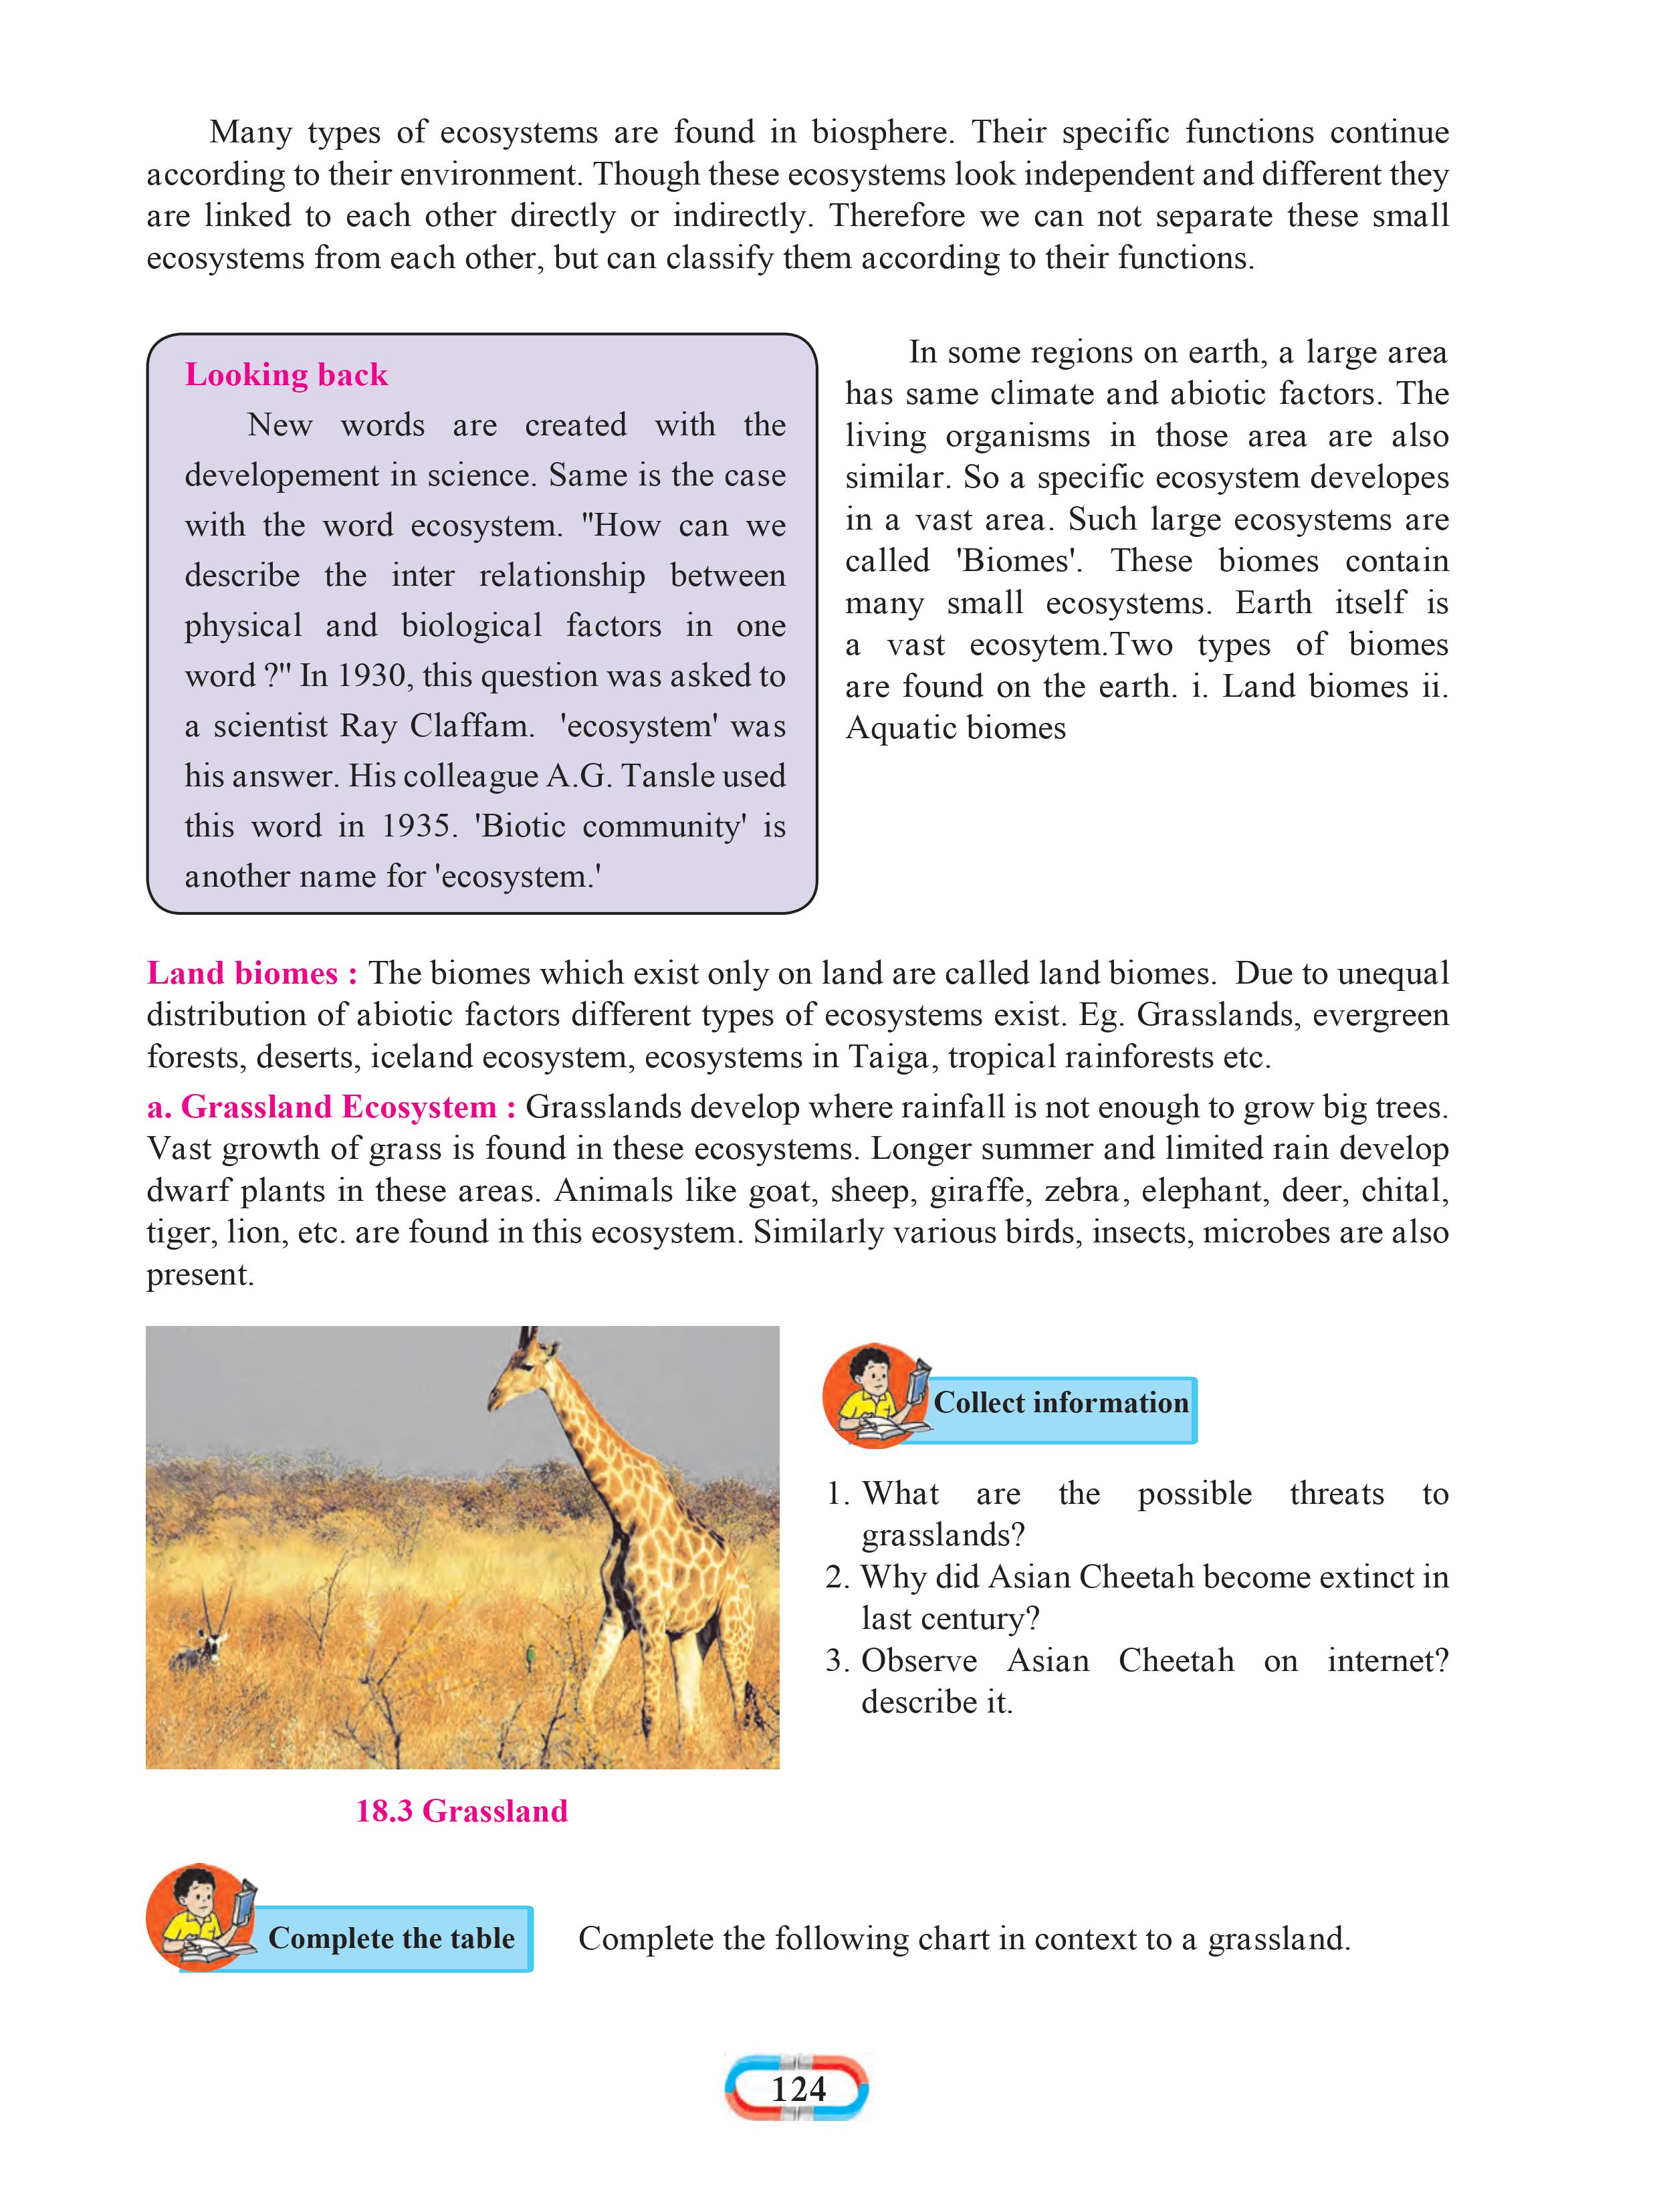 Many types of ecosystems are found in biosphere. Their specific functions continue
according to their environment. Though these ecosystems look independent and different they
are linked to each other directly or indirectly. Therefore we can not separate these small
ecosystems from each other, but can classify them according to their functions.
Looking back
New words are created with the
developement in science. Same is the case
with the word ecosystem. "How can we
describe the inter relationship between
physical and biological factors in one
word ?" In 1930, this question was asked to
a scientist Ray Claffam. 'ecosystem' was
his answer. His colleague A.G. Tansle used
this word in 1935. 'Biotic community' is
another name for 'ecosystem.'
In some regions on earth, a large area
has same climate and abiotic factors. The
living organisms in those area are also
similar. So a specific ecosystem developes
in a vast area. Such large ecosystems are
called 'Biomes'. These biomes contain
many small ecosystems. Earth itself is
a vast ecosytem.Two types of biomes
are found on the earth. i. Land biomes ii.
Aquatic biomes
Land biomes : The biomes which exist only on land are called land biomes. Due to unequal
distribution of abiotic factors different types of ecosystems exist. Eg. Grasslands, evergreen
forests, deserts, iceland ecosystem, ecosystems in Taiga, tropical rainforests etc.
a. Grassland Ecosystem : Grasslands develop where rainfall is not enough to grow big trees.
Vast growth of grass is found in these ecosystems. Longer summer and limited rain develop
dwarf plants in these areas. Animals like goat, sheep, giraffe, zebra, elephant, deer, chital,
tiger, lion, etc. are found in this ecosystem. Similarly various birds, insects, microbes are also
present.
Collect information
1. What are the possible threats to
grasslands?
2. Why did Asian Cheetah become extinct in
last century?
3. Observe Asian Cheetah on internet?
describe it.
18.3 Grassland
Complete the table
Complete the following chart in context to a grassland.
124